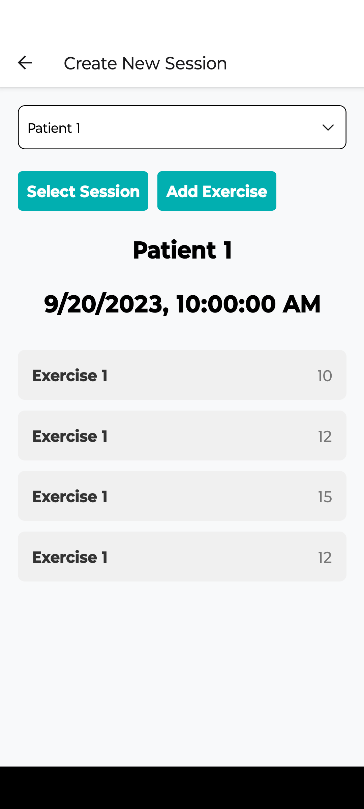 Create New Session
Patient 1
Select Session Add Exercise
Patient 1
9/20/2023, 10:00:00 AM
Exercise 1 10
Exercise 1 12
Exercise 1 15
Exercise 1 12